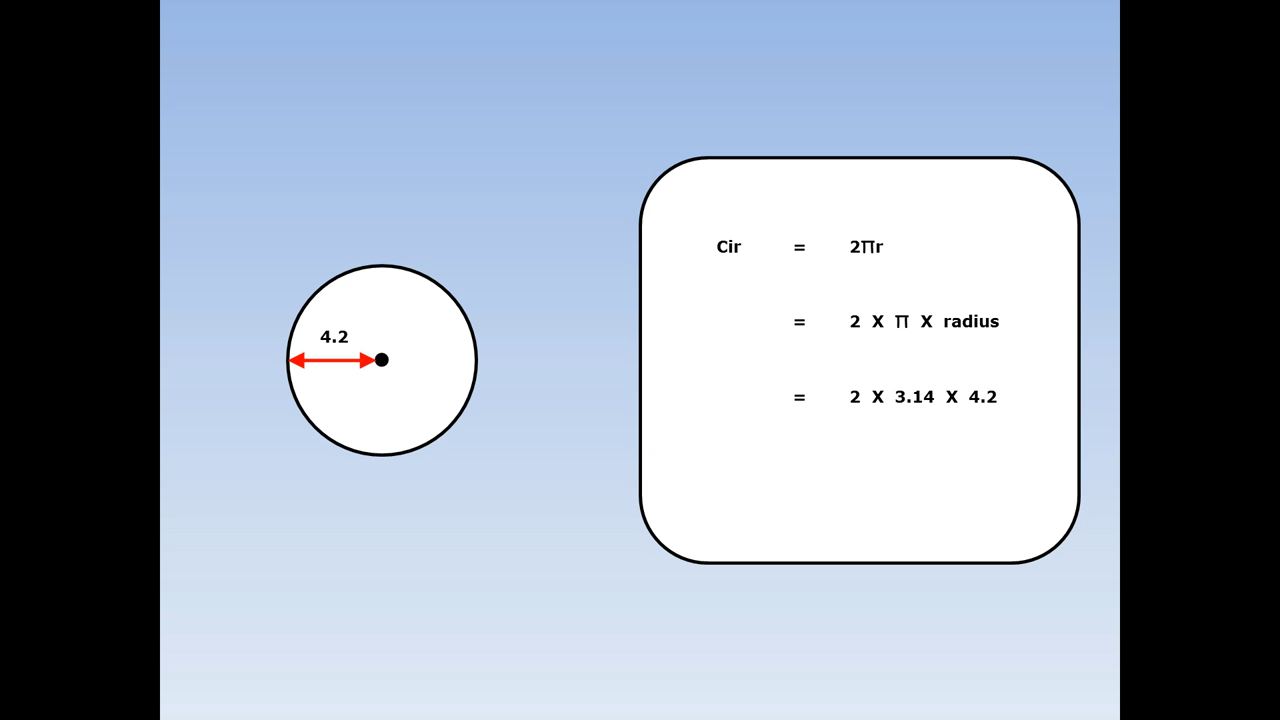 4.2
Cir = 2Πr
= 2 X Π X radius
= 2 X 3.14 X 4.2